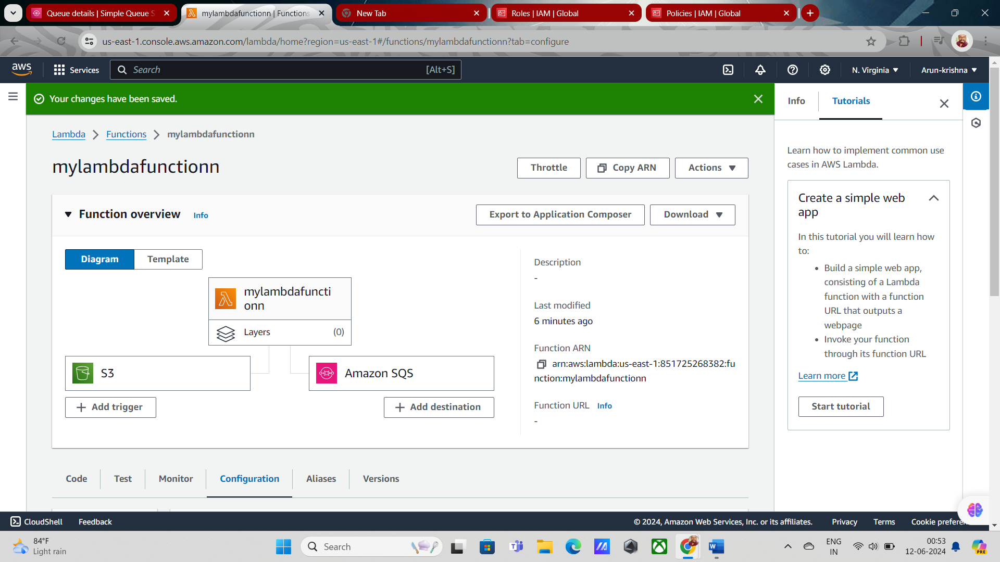 Queue details | Simple Queue S
mylambdafunctionn | Functions
New Tab
Roles | IAM | Global
Policies | IAM | Global
us-east-1.console.aws.amazon.com/lambda/home?region=us-east-1#/functions/mylambdafunctionn?tab=configure
aws
Services
Search
[Alt+S]
N. Virginia
Arun-krishna
Your changes have been saved.
Info
Tutorials
Lambda
Functions
mylambdafunctionn
mylambdafunctionn
Throttle
Copy ARN
Actions
Function overview
Info
Export to Application Composer
Download
Diagram
Template
mylambdafuncti
onn
Layers
(0)
S3
Amazon SQS
Add trigger
Add destination
Description
-
Last modified
6 minutes ago
Function ARN
arn:aws:lambda:us-east-1:851725268382:fu
nction:mylambdafunctionn
Function URL
Info
-
Learn how to implement common use
cases in AWS Lambda.
Create a simple web
app
In this tutorial you will learn how
to:
• Build a simple web app,
consisting of a Lambda
function with a function
URL that outputs a
webpage
• Invoke your function
through its function URL
Learn more
Start tutorial
Code
Test
Monitor
Configuration
Aliases
Versions
CloudShell
Feedback
© 2024, Amazon Web Services, Inc. or its affiliates.
Privacy
Terms
Cookie prefere
84°F
Light rain
Search
ENG
IN
00:53
12-06-2024
PRE